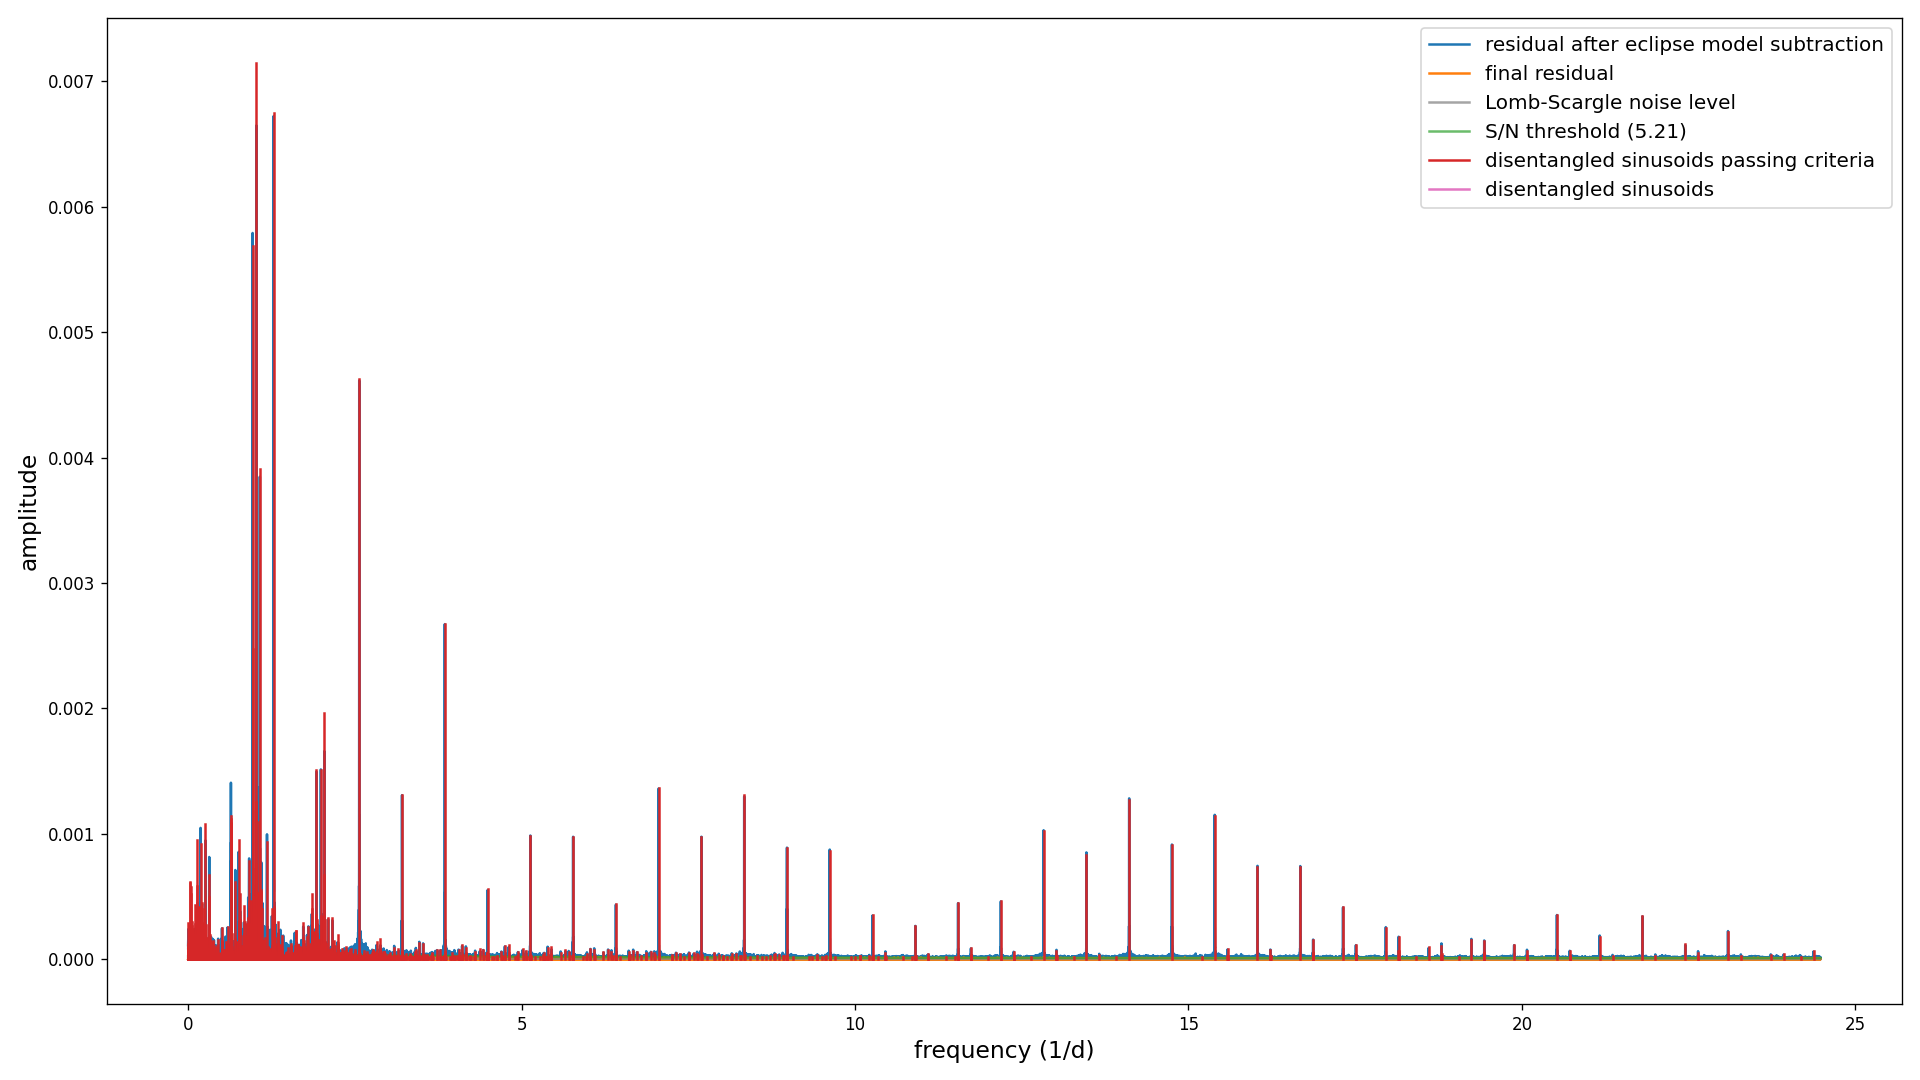 residual after eclipse model subtraction
final residual
Lomb-Scargle noise level
S/N threshold (5.21)
disentangled sinusoids passing criteria
disentangled sinusoids
0.007
0.006
0.005
0.004
0.003
0.002
0.001
0.000
amplitude
0 5 10 15 20 25
frequency (1/d)